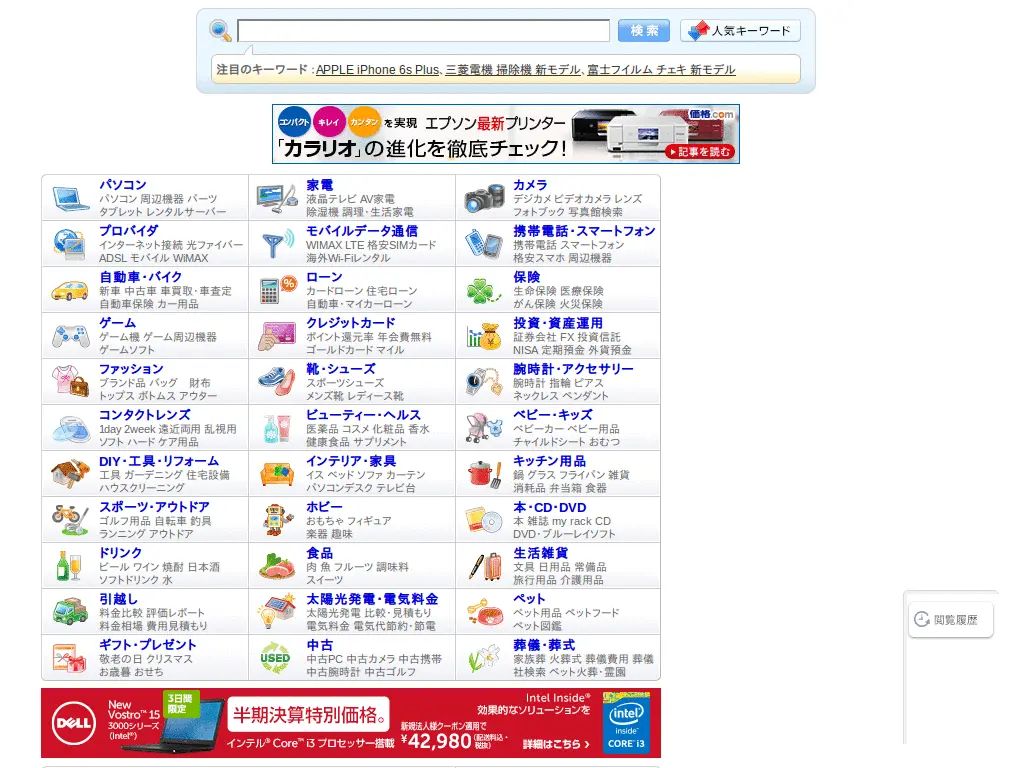 検索
人気キーワード
注目のキーワード : APPLE iPhone 6s Plus、三菱電機 掃除機 新モデル、富士フイルム チェキ 新モデル
コンパクト キレイ カンタン を実現 エプソン最新プリンター
価格.com
「カラリオ」の進化を徹底チェック！
記事を読む
パソコン
パソコン 周辺機器 パーツ
タブレット レンタルサーバー
家電
液晶テレビ AV家電
除湿機 調理･生活家電
カメラ
デジカメ ビデオカメラ レンズ
フォトブック 写真館検索
プロバイダ
インターネット接続 光ファイバー
ADSL モバイル WiMAX
モバイルデータ通信
WIMAX LTE 格安SIMカード
海外Wi-Fiレンタル
携帯電話･スマートフォン
携帯電話 スマートフォン
格安スマホ 周辺機器
自動車･バイク
新車 中古車 車買取･車査定
自動車保険 カー用品
ローン
カードローン 住宅ローン
自動車･マイカーローン
保険
生命保険 医療保険
がん保険 火災保険
ゲーム
ゲーム機 ゲーム周辺機器
ゲームソフト
クレジットカード
ポイント還元率 年会費無料
ゴールドカード マイル
投資･資産運用
証券会社 FX 投資信託
NISA 定期預金 外貨預金
ファッション
ブランド品 バッグ　財布
トップス ボトムス アウター
靴･シューズ
スポーツシューズ
メンズ靴 レディース靴
腕時計･アクセサリー
腕時計 指輪 ピアス
ネックレス ペンダント
コンタクトレンズ
1day 2week 遠近両用 乱視用
ソフト ハード ケア用品
ビューティー･ヘルス
医薬品 コスメ 化粧品 香水
健康食品 サプリメント
ベビー･キッズ
ベビーカー ベビー用品
チャイルドシート おむつ
DIY･工具･リフォーム
工具 ガーデニング 住宅設備
ハウスクリーニング
インテリア･家具
イス ベッド ソファ カーテン
パソコンデスク テレビ台
キッチン用品
鍋 グラス フライパン 雑貨
消耗品 弁当箱 食器
スポーツ･アウトドア
ゴルフ用品 自転車 釣具
ランニング アウトドア
ホビー
おもちゃ フィギュア
楽器 趣味
本･CD･DVD
本 雑誌 my rack CD
DVD･ブルーレイソフト
ドリンク
ビール ワイン 焼酎 日本酒
ソフトドリンク 水
食品
肉 魚 フルーツ 調味料
スイーツ
生活雑貨
文具 日用品 常備品
旅行用品 介護用品
引越し
料金比較 評価レポート
料金相場 費用見積もり
太陽光発電･電気料金
太陽光発電 比較･見積もり
電気料金 電気代節約･節電
ペット
ペット用品 ペットフード
ペット図鑑
閲覧履歴
ギフト･プレゼント
敬老の日 クリスマス
お歳暮 おせち
USED
中古
中古PC 中古カメラ 中古携帯
中古腕時計 中古ゴルフ
葬儀･葬式
家族葬 火葬式 葬儀費用 葬儀
社検索 ペット火葬･霊園
DELL
New
Vostro™ 15
3000シリーズ
(Intel®)
3日間
限定
半期決算特別価格。
インテル® Core™ i3 プロセッサー搭載
新規法人様クーポン適用で
¥42,980 (配送料込・税抜)
Intel Inside®
効果的なソリューションを
詳細はこちら
intel
inside™
CORE™ i3